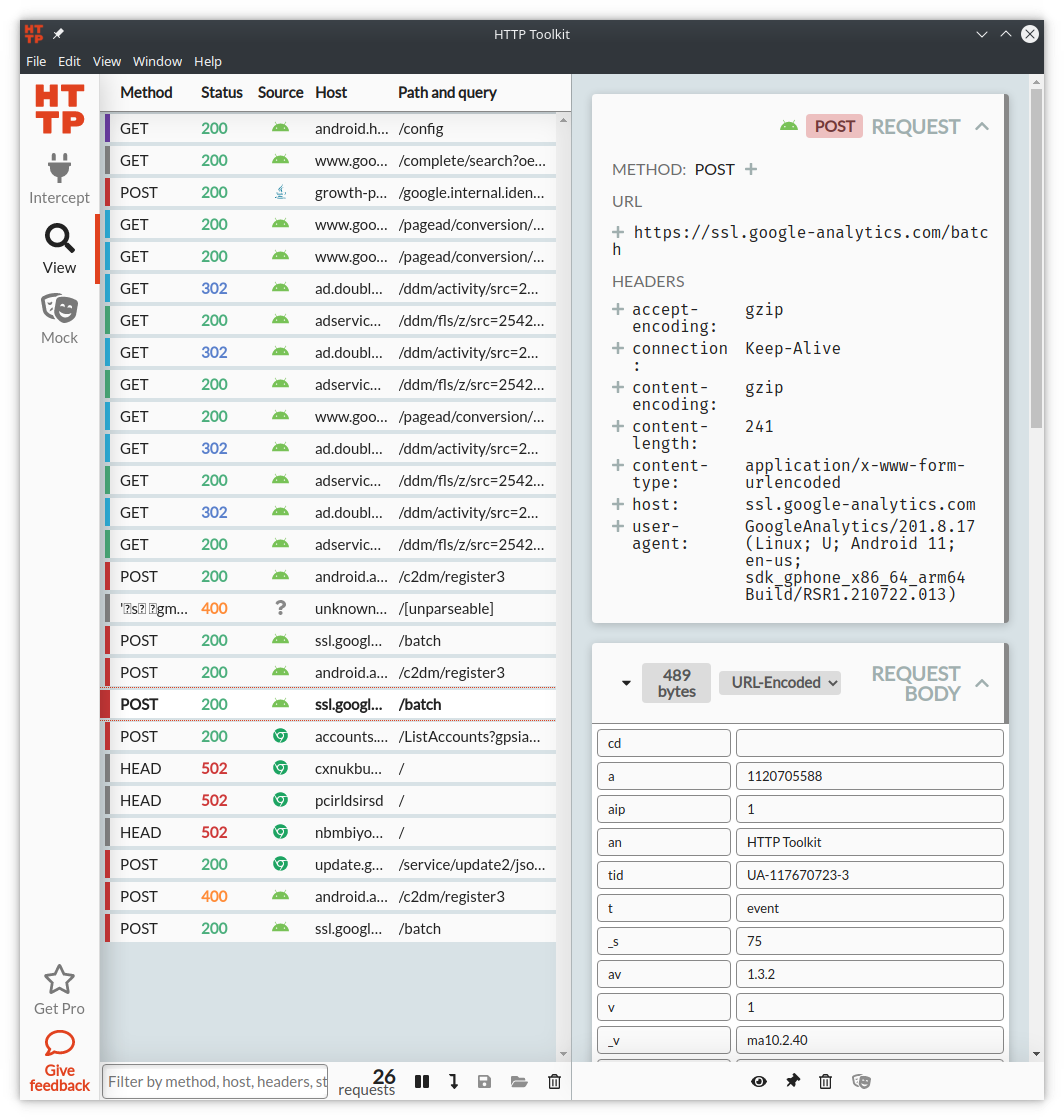 HT
TP
HTTP Toolkit
File Edit View Window Help
HT
TP
Intercept
View
Mock
Get Pro
Give
feedback
Method Status Source Host Path and query
GET 200 android.h... /config
GET 200 www.goo... /complete/search?oe...
POST 200 growth-p... /google.internal.iden...
GET 200 www.goo... /pagead/conversion/...
GET 200 www.goo... /pagead/conversion/...
GET 302 ad.doubl... /ddm/activity/src=2...
GET 200 adservic... /ddm/fls/z/src=2542...
GET 302 ad.doubl... /ddm/activity/src=2...
GET 200 adservic... /ddm/fls/z/src=2542...
GET 200 www.goo... /pagead/conversion/...
GET 302 ad.doubl... /ddm/activity/src=2...
GET 200 adservic... /ddm/fls/z/src=2542...
GET 302 ad.doubl... /ddm/activity/src=2...
GET 200 adservic... /ddm/fls/z/src=2542...
POST 200 android.a... /c2dm/register3
400 ? unknown... /[unparseable]
POST 200 ssl.googl... /batch
POST 200 android.a... /c2dm/register3
POST 200 ssl.googl... /batch
POST 200 accounts.... /ListAccounts?gpsia...
HEAD 502 cxnukbu... /
HEAD 502 pcirldsirsd /
HEAD 502 nbmbiyo... /
POST 200 update.g... /service/update2/jso...
POST 400 android.a... /c2dm/register3
POST 200 ssl.googl... /batch
Filter by method, host, headers, st
26
requests
POST REQUEST
METHOD: POST
URL
https://ssl.google-analytics.com/batc
h
HEADERS
accept- gzip
encoding:
connection Keep-Alive
:
content- gzip
encoding:
content- 241
length:
content- application/x-www-form-
type: urlencoded
host: ssl.google-analytics.com
user- GoogleAnalytics/201.8.17
agent: (Linux; U; Android 11;
en-us;
sdk_gphone_x86_64_arm64
Build/RSR1.210722.013)
489
bytes
URL-Encoded
REQUEST
BODY
cd
a 1120705588
aip 1
an HTTP Toolkit
tid UA-117670723-3
t event
_s 75
av 1.3.2
v 1
_v ma10.2.40